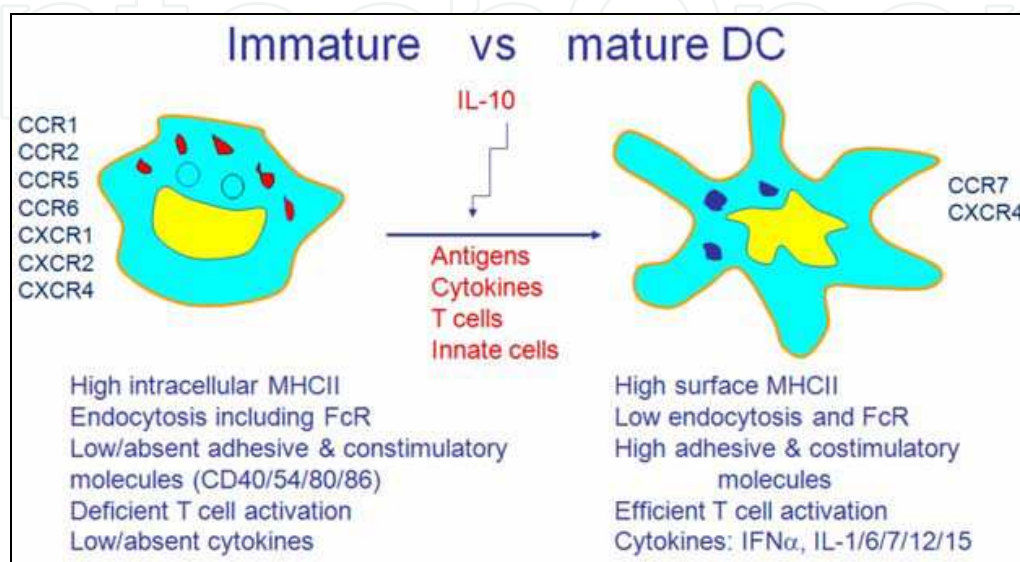 Immature vs mature DC
IL-10
CCR1
CCR2
CCR5
CCR6
CXCR1
CXCR2
CXCR4
CCR7
CXCR4
Antigens
Cytokines
T cells
Innate cells
High intracellular MHCII
Endocytosis including FcR
Low/absent adhesive & constimulatory
molecules (CD40/54/80/86)
Deficient T cell activation
Low/absent cytokines
High surface MHCII
Low endocytosis and FcR
High adhesive & costimulatory
molecules
Efficient T cell activation
Cytokines: IFNα, IL-1/6/7/12/15